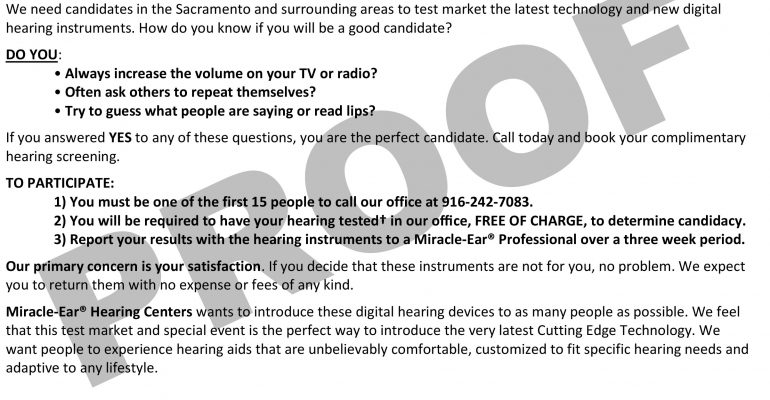 We need candidates in the Sacramento and surrounding areas to test market the latest technology and new digital
hearing instruments. How do you know if you will be a good candidate?
DO YOU:
• Always increase the volume on your TV or radio?
• Often ask others to repeat themselves?
• Try to guess what people are saying or read lips?
If you answered YES to any of these questions, you are the perfect candidate. Call today and book your complimentary
hearing screening.
TO PARTICIPATE:
1) You must be one of the first 15 people to call our office at 916-242-7083.
2) You will be required to have your hearing tested† in our office, FREE OF CHARGE, to determine candidacy.
3) Report your results with the hearing instruments to a Miracle-Ear® Professional over a three week period.
Our primary concern is your satisfaction. If you decide that these instruments are not for you, no problem. We expect
you to return them with no expense or fees of any kind.
Miracle-Ear® Hearing Centers wants to introduce these digital hearing devices to as many people as possible. We feel
that this test market and special event is the perfect way to introduce the very latest Cutting Edge Technology. We
want people to experience hearing aids that are unbelievably comfortable, customized to fit specific hearing needs and
adaptive to any lifestyle.
PROOF